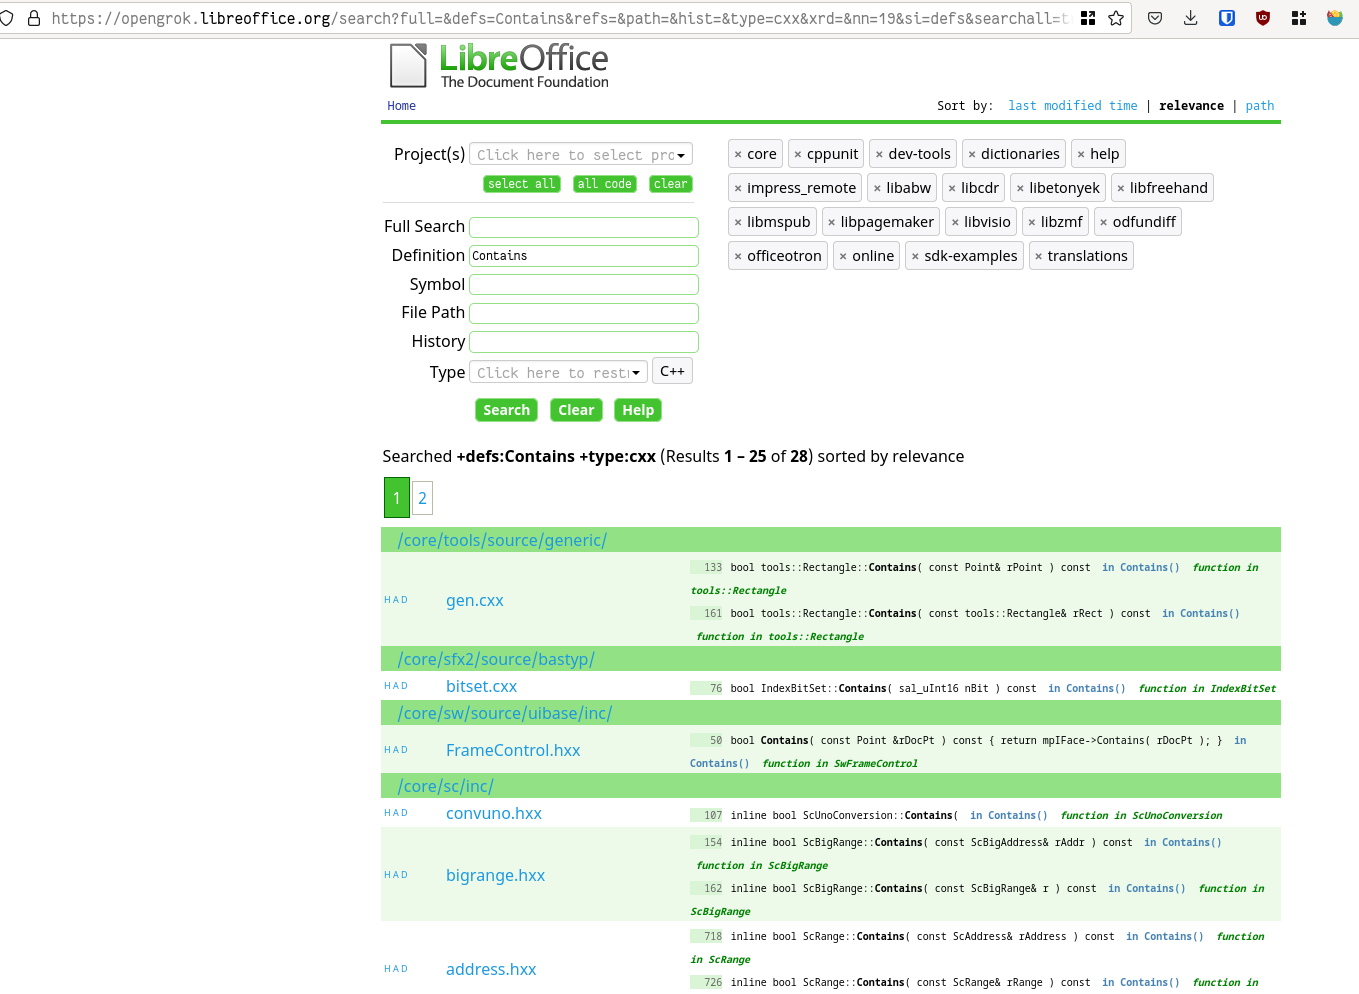 https://opengrok.libreoffice.org/search?full=&defs=Contains&refs=&path=&hist=&type=cxx&xrd=&nn=19&si=defs&searchall=t
LibreOffice
The Document Foundation
Home
Sort by: last modified time | relevance | path
Project(s) Click here to select pro
select all all code clear
× core × cppunit × dev-tools × dictionaries × help
× impress_remote × libabw × libcdr × libetonyek × libfreehand
× libmspub × libpagemaker × libvisio × libzmf × odfundiff
× officeotron × online × sdk-examples × translations
Full Search
Definition Contains
Symbol
File Path
History
Type Click here to restr C++
Search Clear Help
Searched +defs:Contains +type:cxx (Results 1 – 25 of 28) sorted by relevance
1 2
/core/tools/source/generic/
H A D gen.cxx
133 bool tools::Rectangle::Contains( const Point& rPoint ) const in Contains() function in
tools::Rectangle
161 bool tools::Rectangle::Contains( const tools::Rectangle& rRect ) const in Contains()
function in tools::Rectangle
/core/sfx2/source/bastyp/
H A D bitset.cxx 76 bool IndexBitSet::Contains( sal_uInt16 nBit ) const in Contains() function in IndexBitSet
/core/sw/source/uibase/inc/
H A D FrameControl.hxx
50 bool Contains( const Point &rDocPt ) const { return mpIFace->Contains( rDocPt ); } in
Contains() function in SwFrameControl
/core/sc/inc/
H A D convuno.hxx 107 inline bool ScUnoConversion::Contains( in Contains() function in ScUnoConversion
H A D bigrange.hxx
154 inline bool ScBigRange::Contains( const ScBigAddress& rAddr ) const in Contains()
function in ScBigRange
162 inline bool ScBigRange::Contains( const ScBigRange& r ) const in Contains() function in
ScBigRange
H A D address.hxx
718 inline bool ScRange::Contains( const ScAddress& rAddress ) const in Contains() function
in ScRange
726 inline bool ScRange::Contains( const ScRange& rRange ) const in Contains() function in